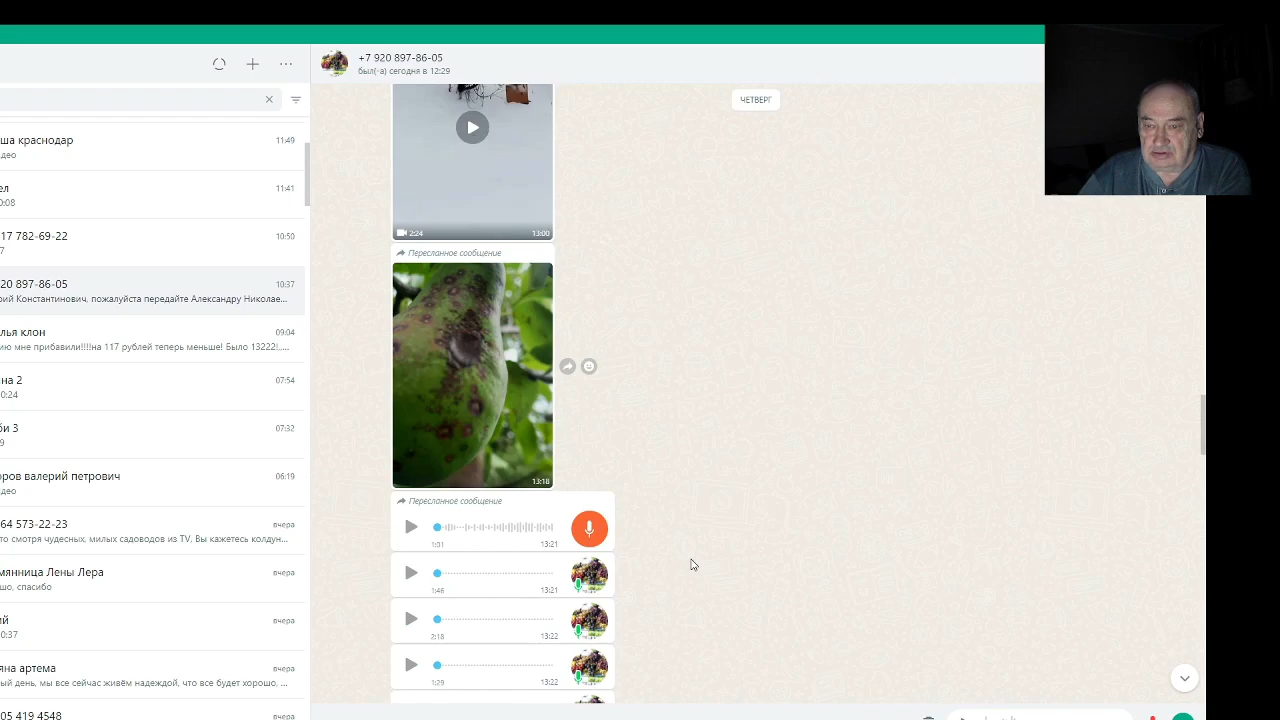 +7 920 897-86-05
был(-а) сегодня в 12:29
ша краснодар
11:49
део
ел
11:41
0:08
17 782-69-22
10:50
7
20 897-86-05
10:37
рий Константинович, пожалуйста передайте Александру Николае...
лья клон
09:04
ию мне прибавили!!!!на 117 рублей теперь меньше! Было 13222!,...
на 2
07:54
0:24
би 3
07:32
9
ров валерий петрович
06:19
део
64 573-22-23
вчера
то смотря чудесных, милых садоводов из TV, Вы кажетесь колдун...
мянница Лены Лера
вчера
шо, спасибо
ий
вчера
0:37
яна артема
вчера
ый день, мы все сейчас живём надеждой, что все будет хорошо, ...
905 419 4548
вчера
ЧЕТВЕРГ
2:24
13:00
Пересланное сообщение
13:18
Пересланное сообщение
1:01
13:21
1:46
13:21
2:18
13:22
1:29
13:22